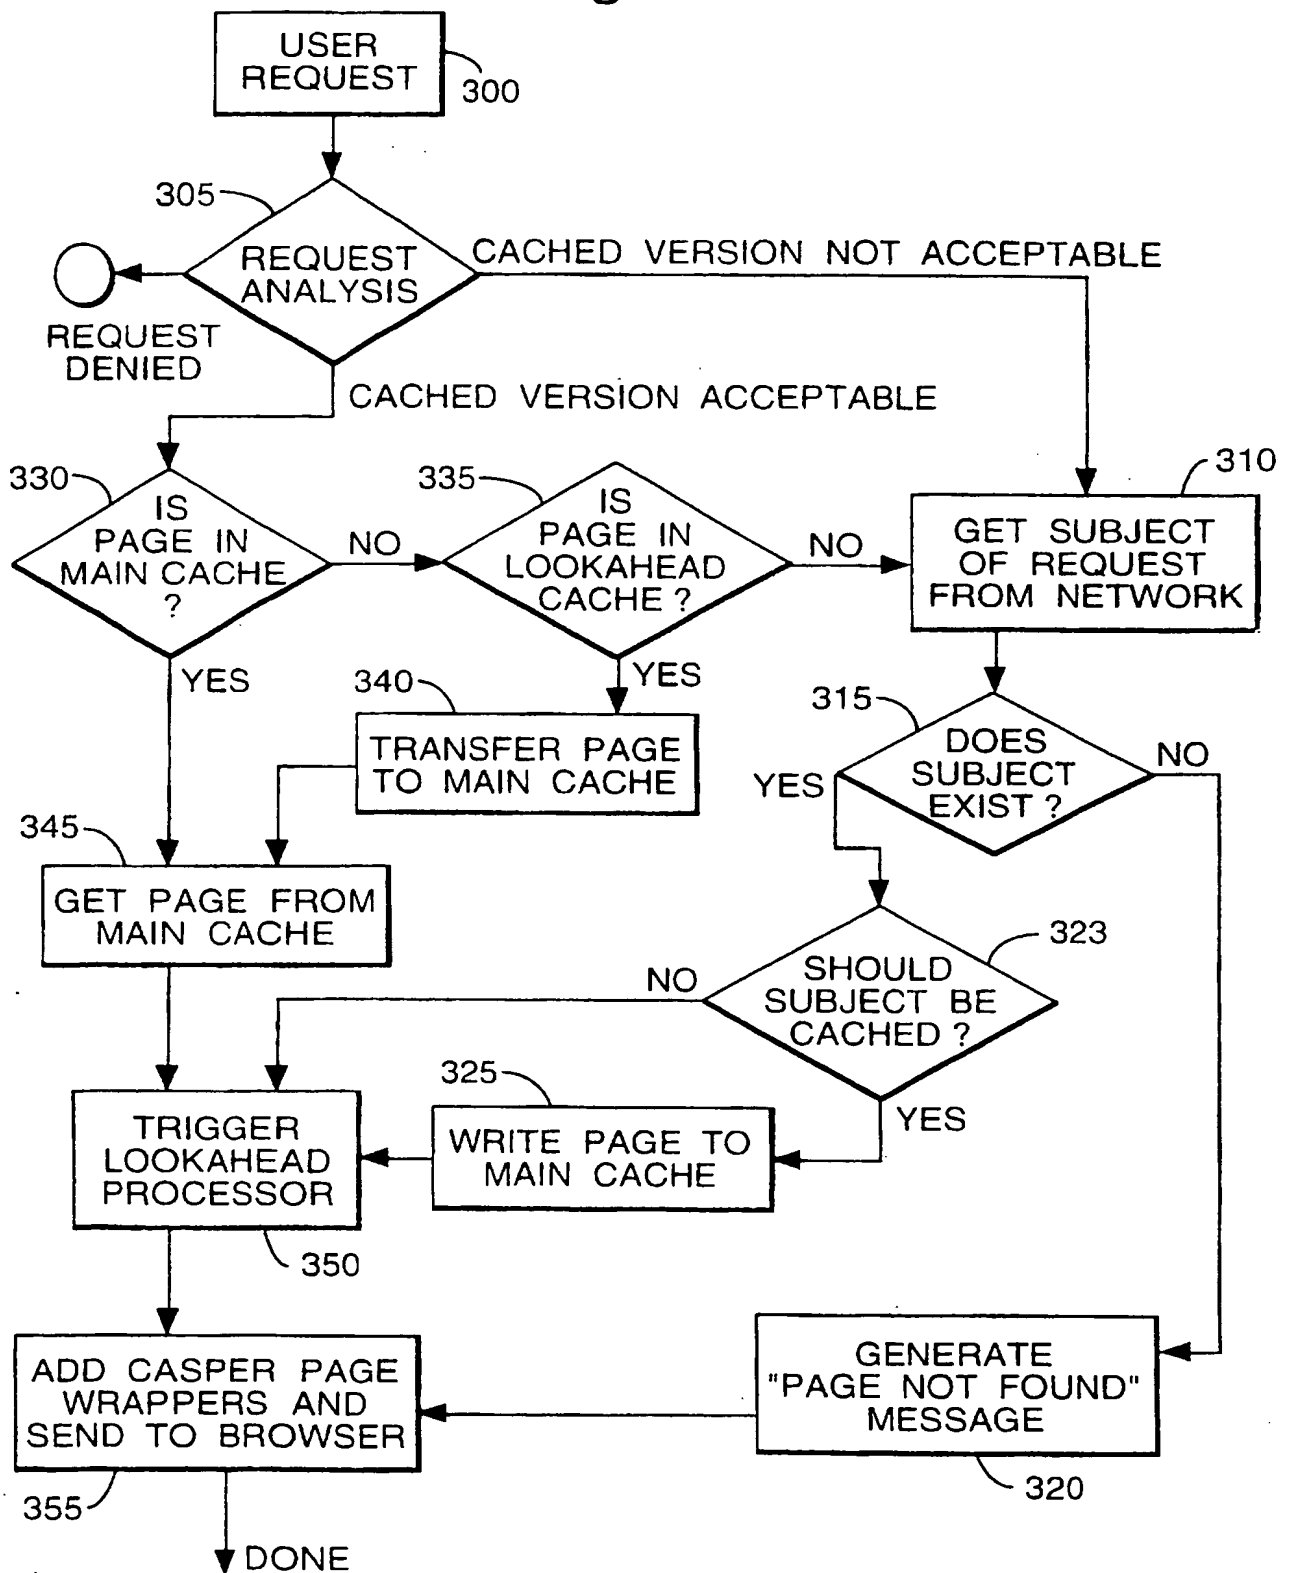 USER
REQUEST
300
305
REQUEST
ANALYSIS
CACHED VERSION NOT ACCEPTABLE
REQUEST
DENIED
CACHED VERSION ACCEPTABLE
330
IS
PAGE IN
MAIN CACHE
?
NO
335
IS
PAGE IN
LOOKAHEAD
CACHE ?
NO
310
GET SUBJECT
OF REQUEST
FROM NETWORK
YES
YES
340
TRANSFER PAGE
TO MAIN CACHE
315
DOES
SUBJECT
EXIST ?
YES
NO
345
GET PAGE FROM
MAIN CACHE
323
SHOULD
SUBJECT BE
CACHED ?
NO
YES
325
WRITE PAGE TO
MAIN CACHE
TRIGGER
LOOKAHEAD
PROCESSOR
350
ADD CASPER PAGE
WRAPPERS AND
SEND TO BROWSER
355
GENERATE
"PAGE NOT FOUND"
MESSAGE
320
DONE